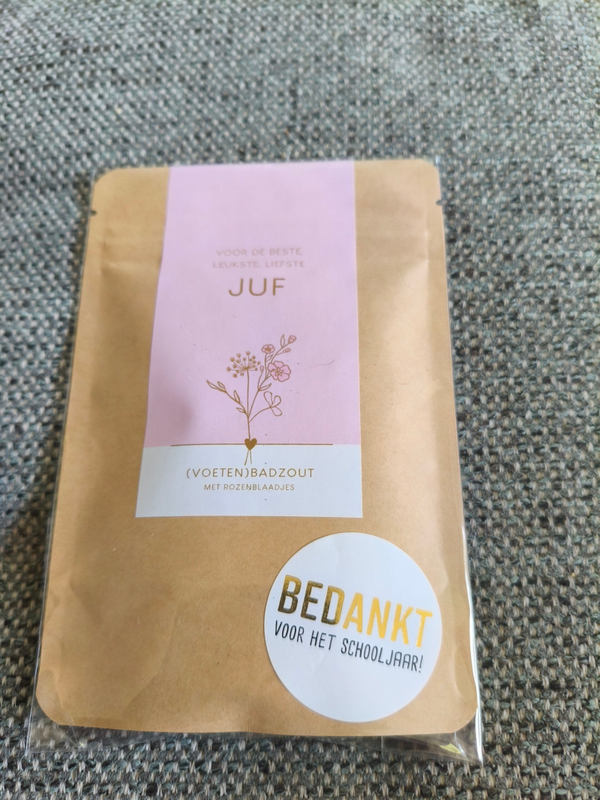 VOOR DE BESTE,
LEUKSTE, LIEFSTE
JUF
(VOETEN)BADZOUT
MET ROZENBLAADJES
BEDANKT
VOOR HET SCHOOLJAAR!